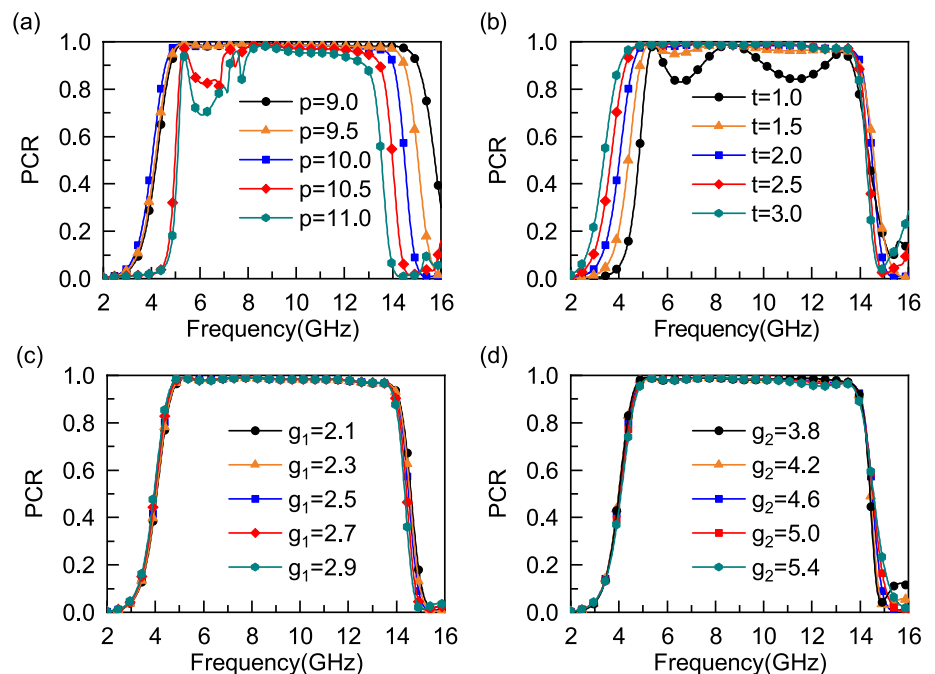 (a)
1.0
0.8
0.6
0.4
0.2
0.0
PCR
p=9.0
p=9.5
p=10.0
p=10.5
p=11.0
2 4 6 8 10 12 14 16
Frequency(GHz)
(b)
1.0
0.8
0.6
0.4
0.2
0.0
PCR
t=1.0
t=1.5
t=2.0
t=2.5
t=3.0
2 4 6 8 10 12 14 16
Frequency(GHz)
(c)
1.0
0.8
0.6
0.4
0.2
0.0
PCR
g₁=2.1
g₁=2.3
g₁=2.5
g₁=2.7
g₁=2.9
2 4 6 8 10 12 14 16
Frequency(GHz)
(d)
1.0
0.8
0.6
0.4
0.2
0.0
PCR
g₂=3.8
g₂=4.2
g₂=4.6
g₂=5.0
g₂=5.4
2 4 6 8 10 12 14 16
Frequency(GHz)